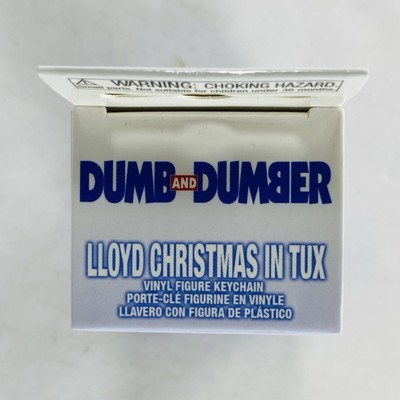 WARNING: CHOKING HAZARD
Small parts. Not suitable for children under 36 months.
DUMB AND DUMBER
LLOYD CHRISTMAS IN TUX
VINYL FIGURE KEYCHAIN
PORTE-CLÉ FIGURINE EN VINYLE
LLAVERO CON FIGURA DE PLÁSTICO